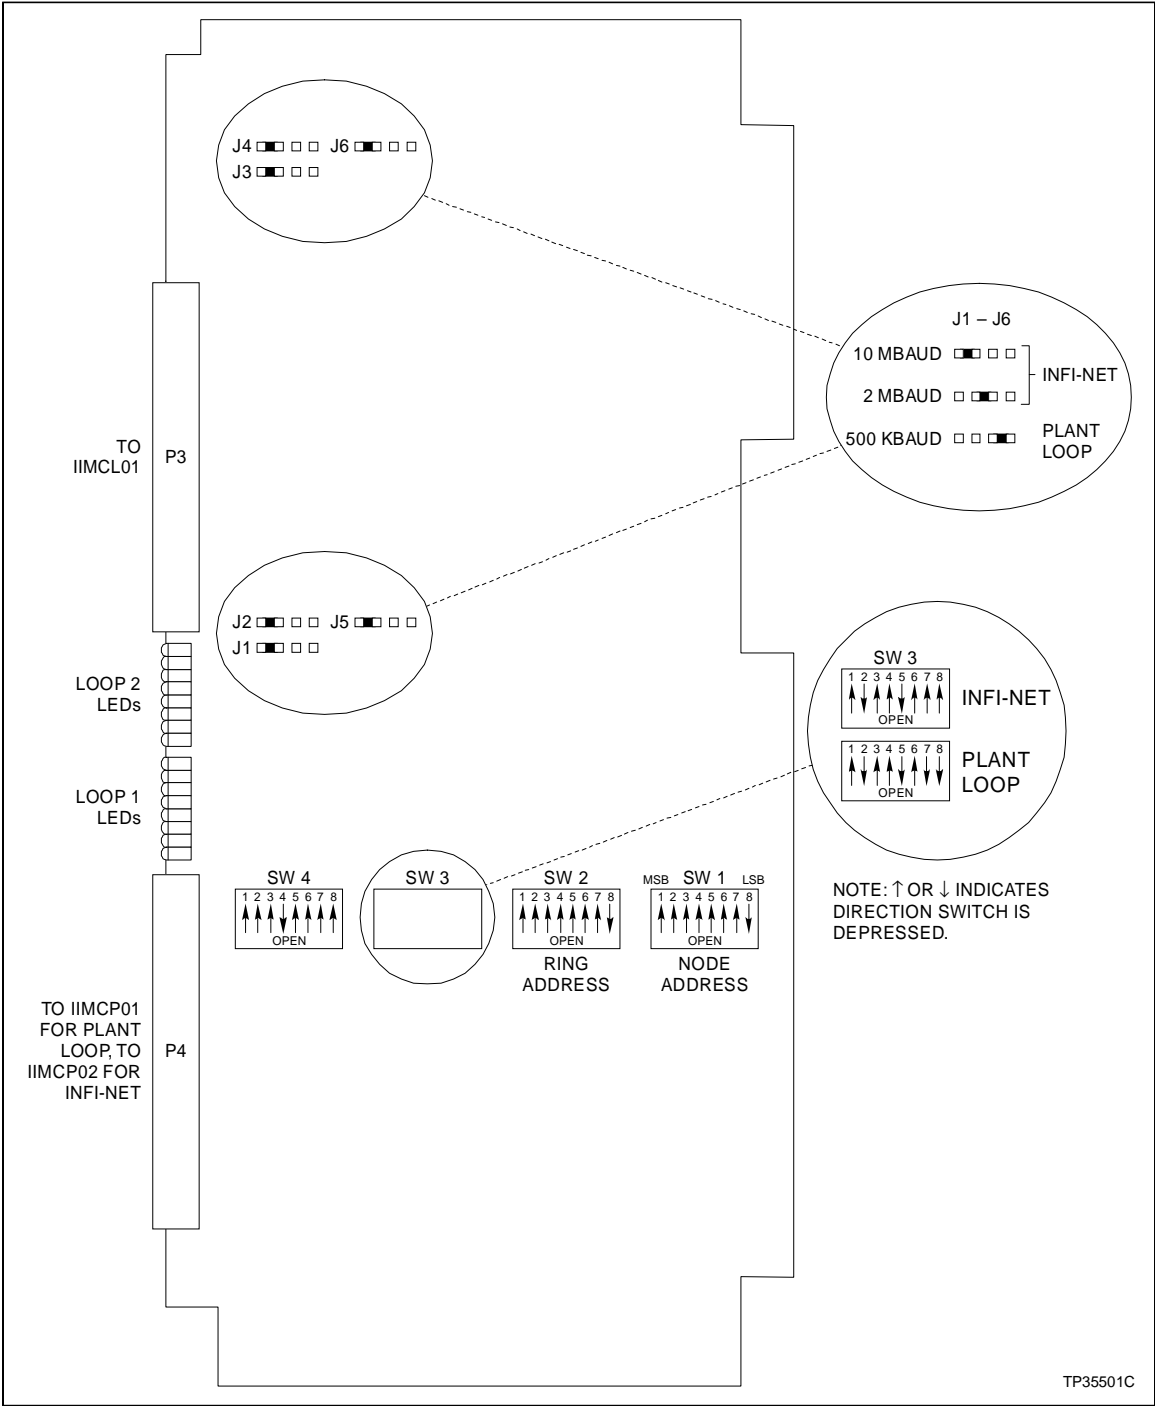 J4 J6
J3
J1 – J6
10 MBAUD
INFI-NET
2 MBAUD
500 KBAUD
PLANT
LOOP
TO
IIMCL01
P3
J2 J5
J1
LOOP 2
LEDs
LOOP 1
LEDs
SW 3
1 2 3 4 5 6 7 8
OPEN
INFI-NET
1 2 3 4 5 6 7 8
OPEN
PLANT
LOOP
NOTE: ↑ OR ↓ INDICATES
DIRECTION SWITCH IS
DEPRESSED.
SW 4
1 2 3 4 5 6 7 8
OPEN
SW 3
SW 2
1 2 3 4 5 6 7 8
OPEN
RING
ADDRESS
MSB SW 1 LSB
1 2 3 4 5 6 7 8
OPEN
NODE
ADDRESS
TO IIMCP01
FOR PLANT
LOOP, TO
IIMCP02 FOR
INFI-NET
P4
TP35501C